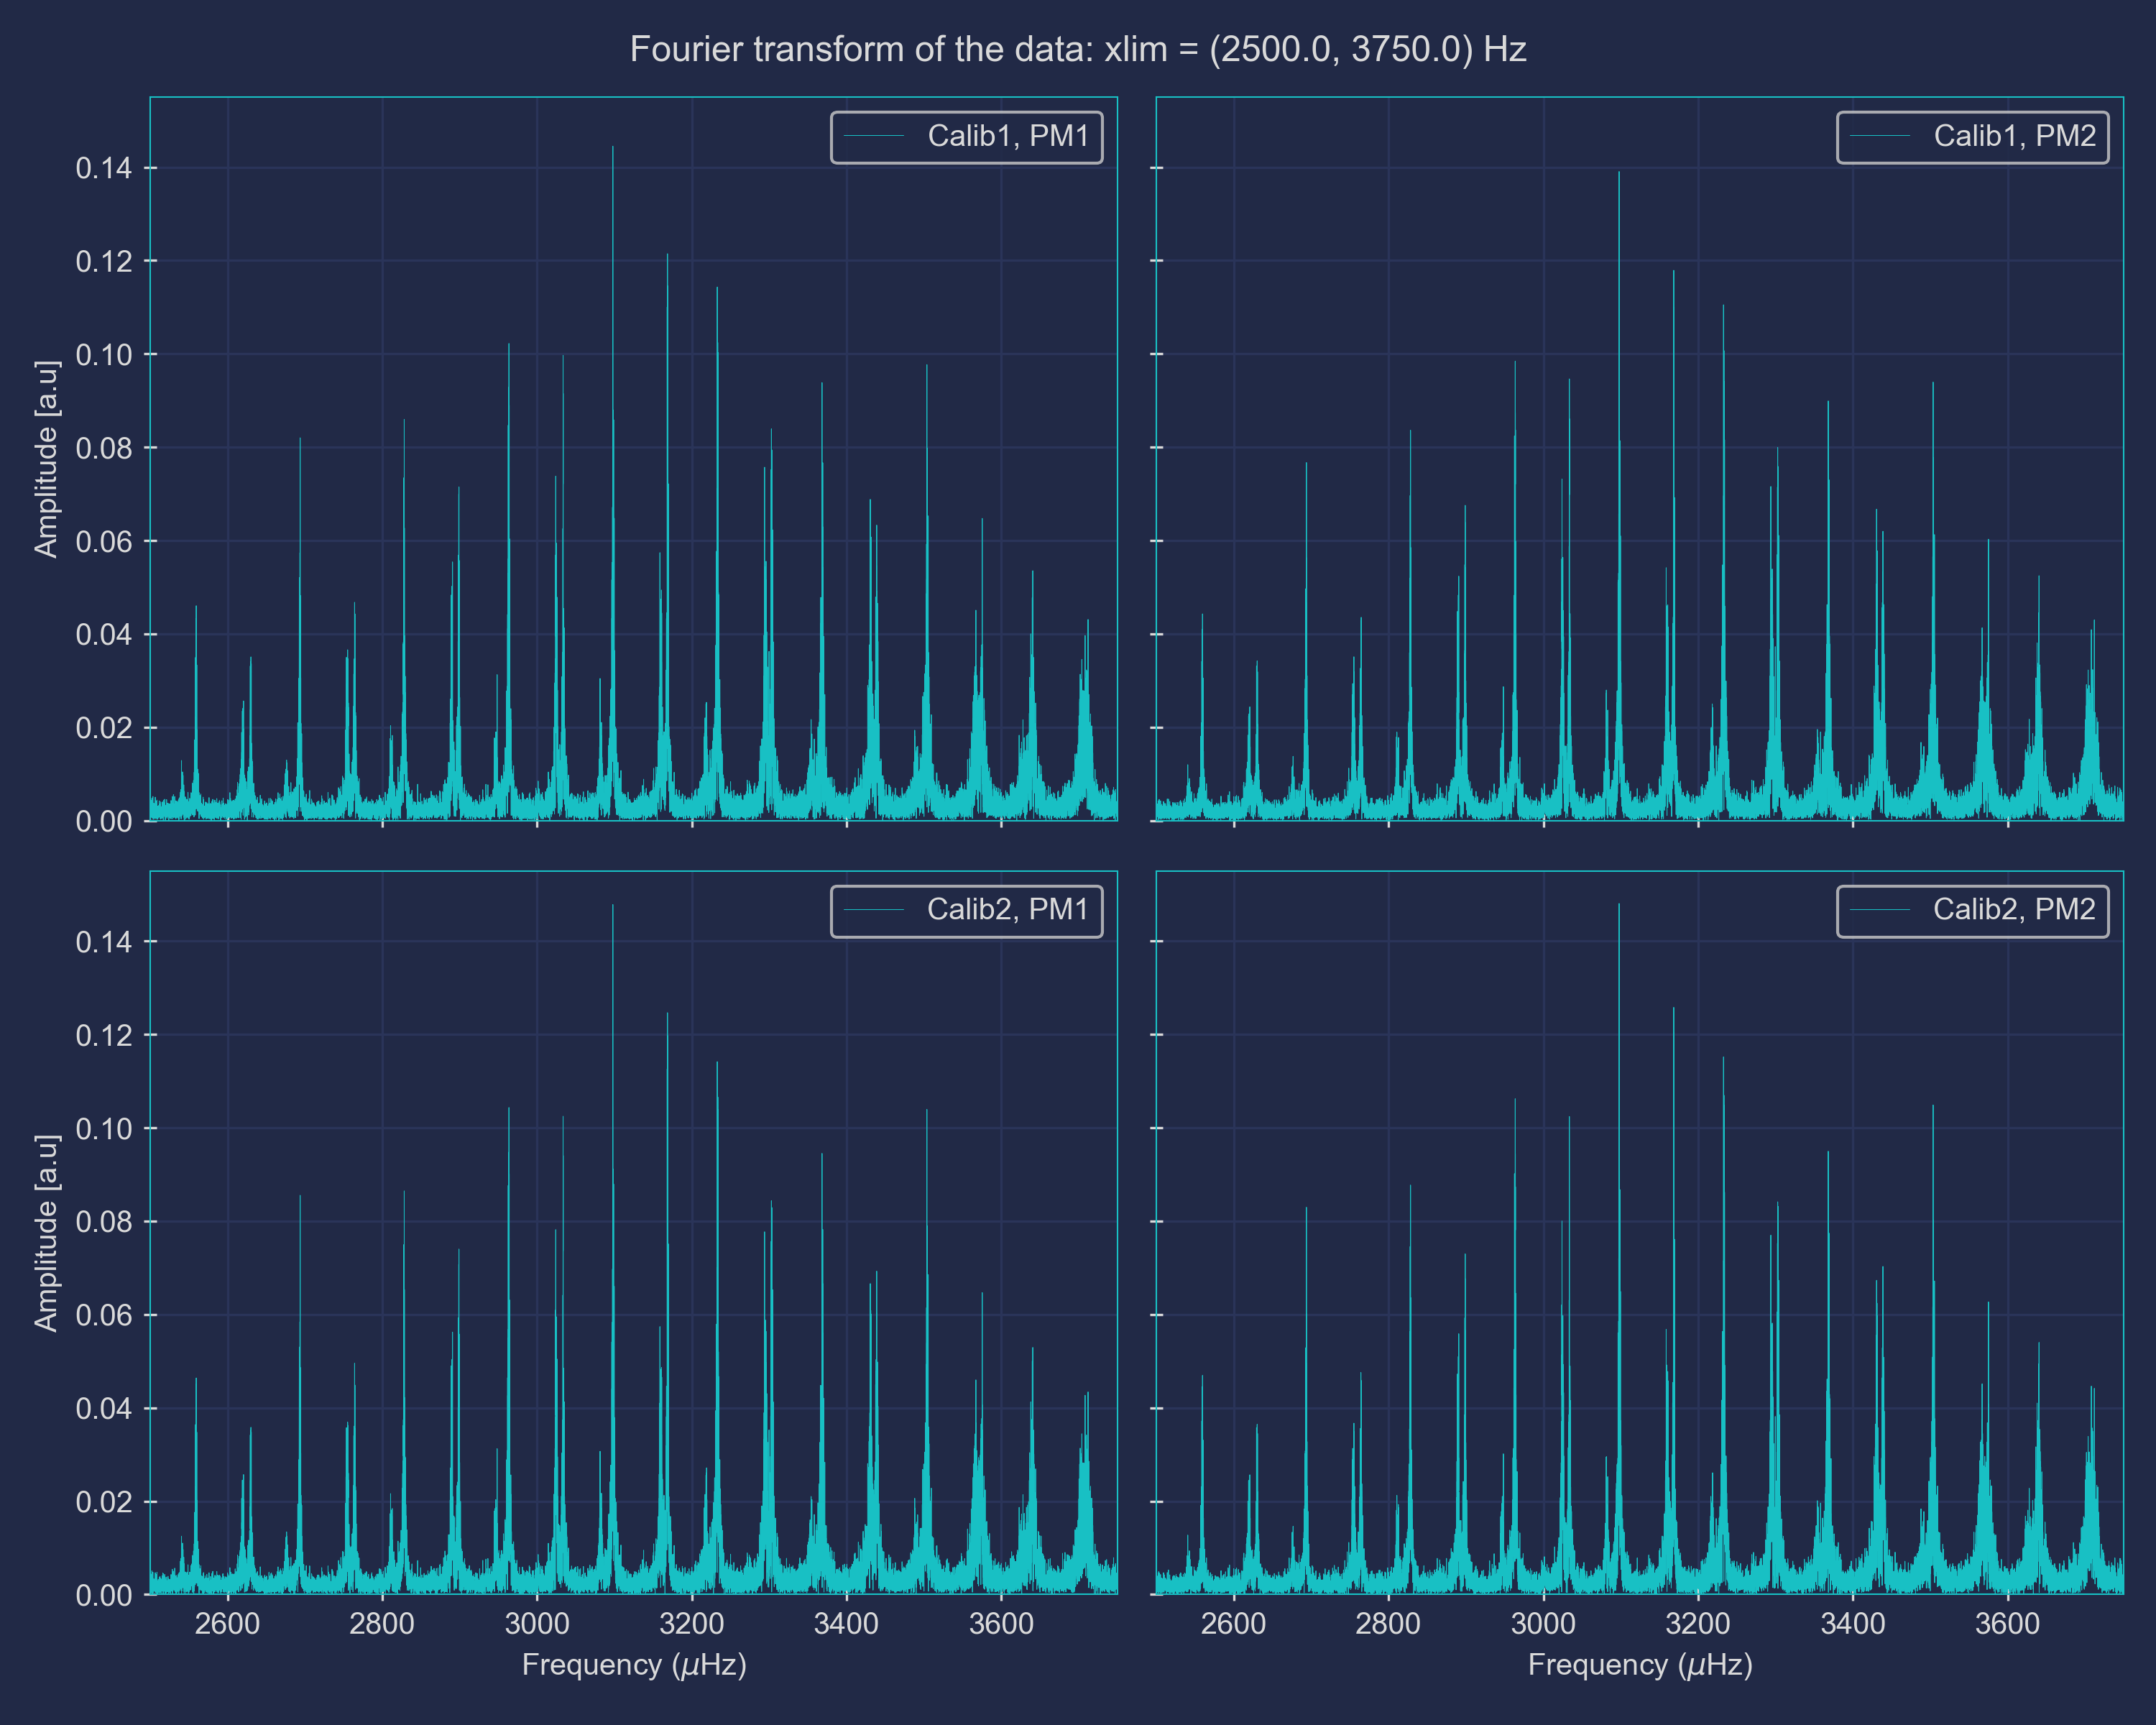 Fourier transform of the data: xlim = (2500.0, 3750.0) Hz
Calib1, PM1
Calib1, PM2
0.14
0.12
0.10
0.08
0.06
0.04
0.02
0.00
Amplitude [a.u]
Calib2, PM1
Calib2, PM2
0.14
0.12
0.10
0.08
0.06
0.04
0.02
0.00
Amplitude [a.u]
2600 2800 3000 3200 3400 3600
2600 2800 3000 3200 3400 3600
Frequency (μHz)
Frequency (μHz)